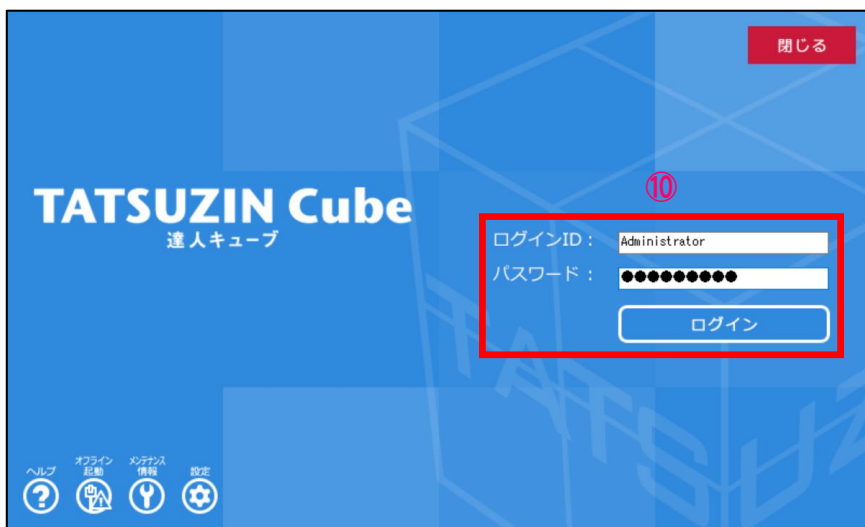 閉じる
TATSUZIN Cube
達人キューブ
⑩
ログインID：
Administrator
パスワード：
●●●●●●●●●
ログイン
ヘルプ
オフライン
起動
メンテナンス
情報
設定
TATSUZ